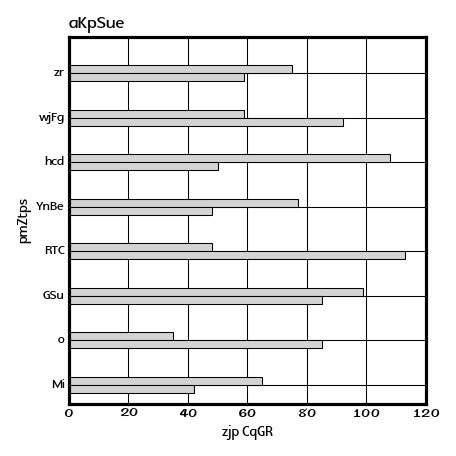 aKpSue
zr
wjFg
hcd
YnBe
RTC
GSu
o
Mi
pmZtps
0 20 40 60 80 100 120
zjp CqGR